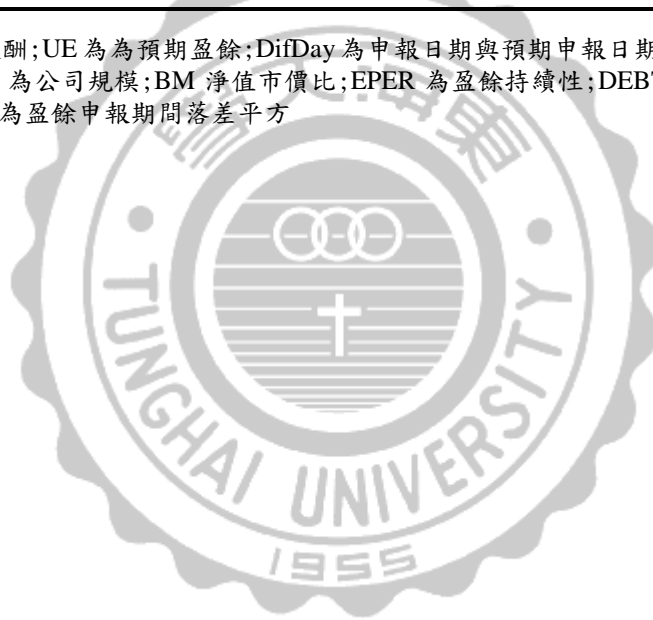 酬;UE 為為預期盈餘;DifDay 為申報日期與預期申報日期
為公司規模;BM 淨值市價比;EPER 為盈餘持續性;DEB
為盈餘申報期間落差平方
TUNGHAI UNIVERSITY
1955